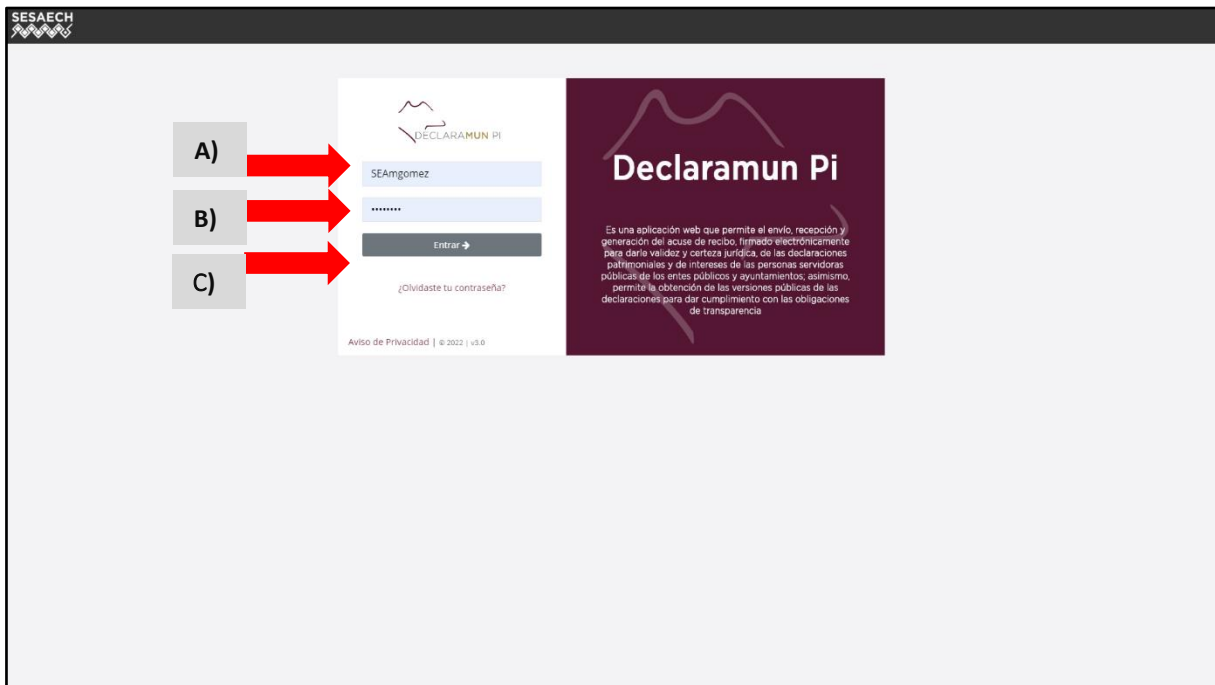 SESAECH
DECLARAMUN PI
A)
SEAmgomez
B)
••••••••
Entrar →
C)
¿Olvidaste tu contraseña?
Aviso de Privacidad | © 2022 | v3.0
Declaramun Pi
Es una aplicación web que permite el envío, recepción y
generación del acuse de recibo, firmado electrónicamente
para darle validez y certeza jurídica, de las declaraciones
patrimoniales y de intereses de las personas servidoras
públicas de los entes públicos y ayuntamientos; asimismo,
permite la obtención de las versiones públicas de las
declaraciones para dar cumplimiento con las obligaciones
de transparencia